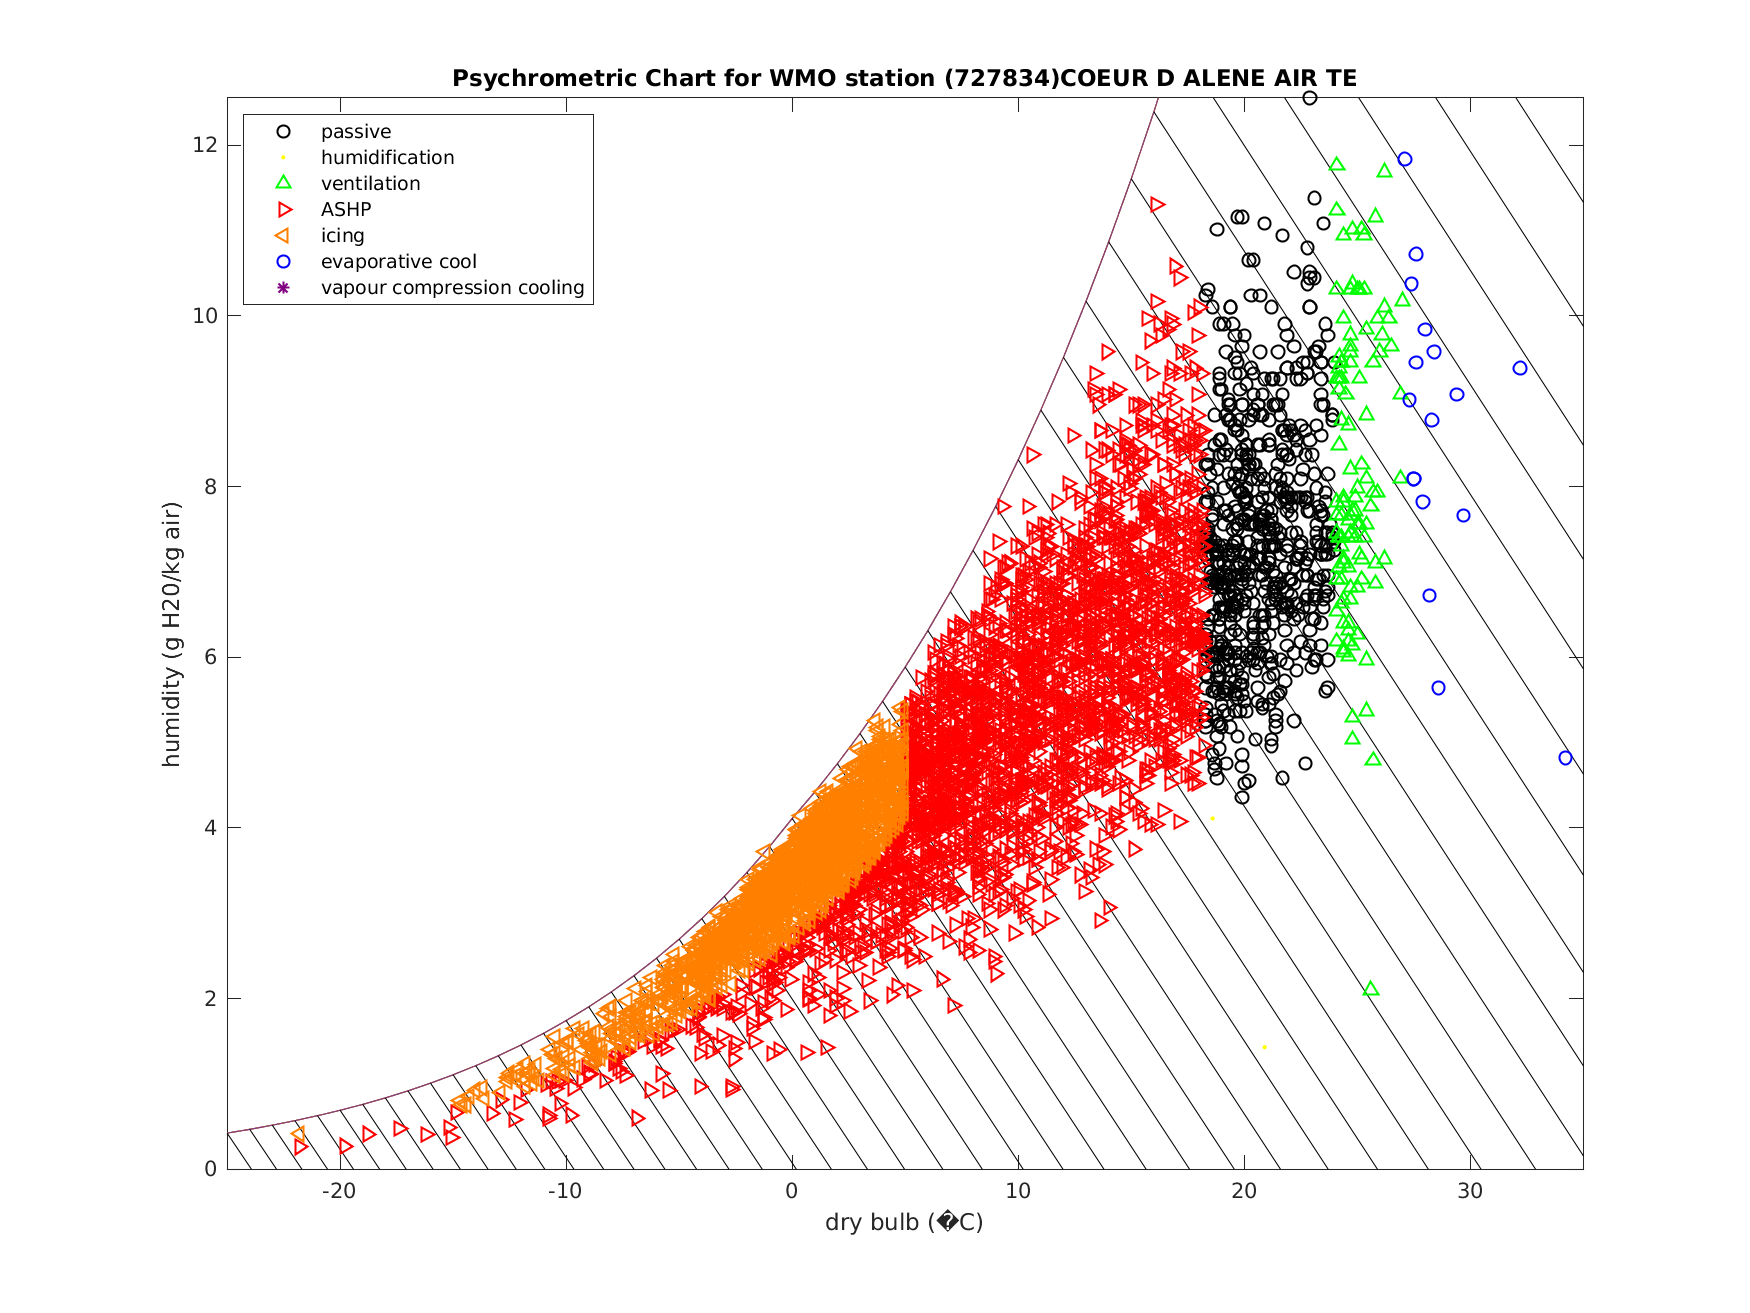 Psychrometric Chart for WMO station (727834)COEUR D ALENE AIR TE
passive
humidification
ventilation
ASHP
icing
evaporative cool
vapour compression cooling
12
10
8
6
4
2
0
humidity (g H20/kg air)
-20 -10 0 10 20 30
dry bulb (�C)